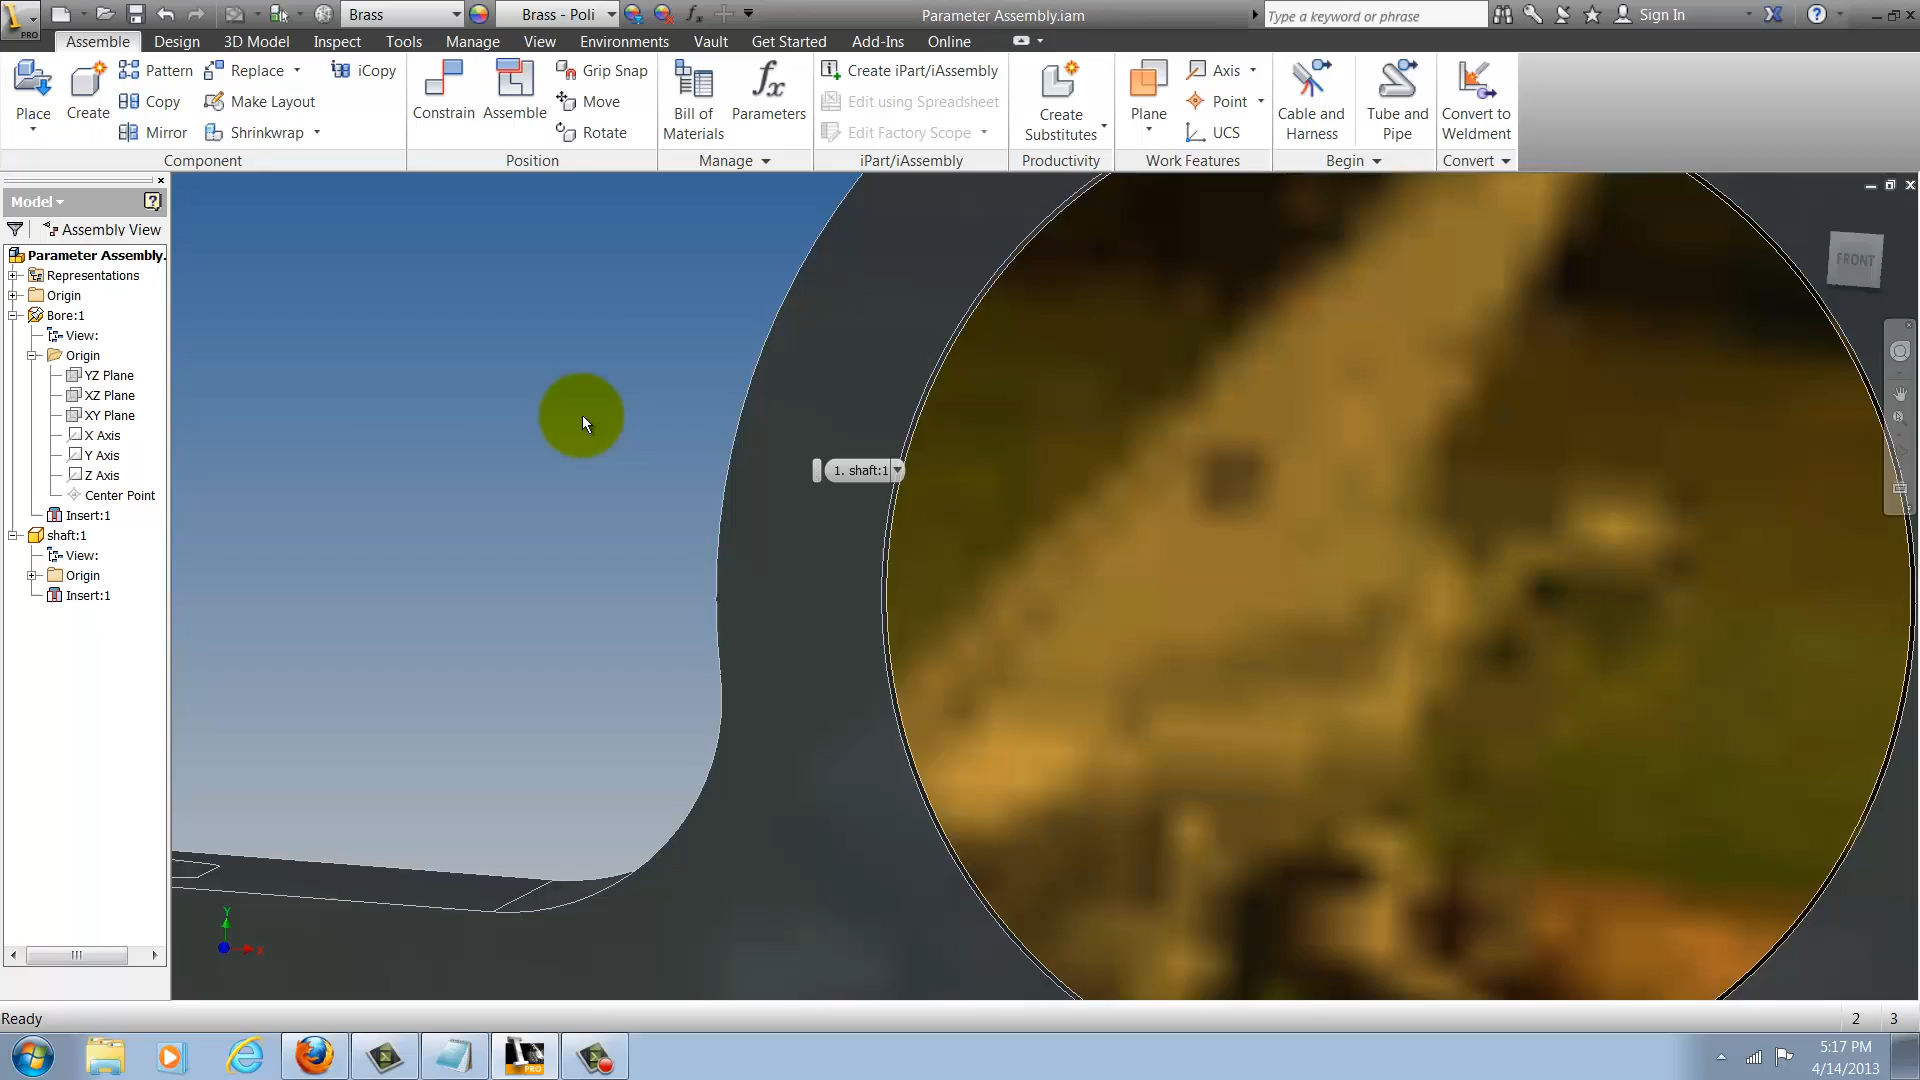 Brass
Brass - Poli
Parameter Assembly.iam
Type a keyword or phrase
Sign In
PRO
Assemble
Design
3D Model
Inspect
Tools
Manage
View
Environments
Vault
Get Started
Add-Ins
Online
Place
Create
Pattern
Copy
Mirror
Replace
Make Layout
Shrinkwrap
iCopy
Component
Constrain
Assemble
Grip Snap
Move
Rotate
Position
Bill of
Materials
Parameters
Manage
Create iPart/iAssembly
Edit using Spreadsheet
Edit Factory Scope
iPart/iAssembly
Create
Substitutes
Productivity
Plane
Axis
Point
UCS
Work Features
Cable and
Harness
Tube and
Pipe
Begin
Convert to
Weldment
Convert
Model
Assembly View
Parameter Assembly.
Representations
Origin
Bore:1
View:
Origin
YZ Plane
XZ Plane
XY Plane
X Axis
Y Axis
Z Axis
Center Point
Insert:1
shaft:1
View:
Origin
Insert:1
1. shaft:1
FRONT
Y
X
Ready
2 3
PRO
5:17 PM
4/14/2013